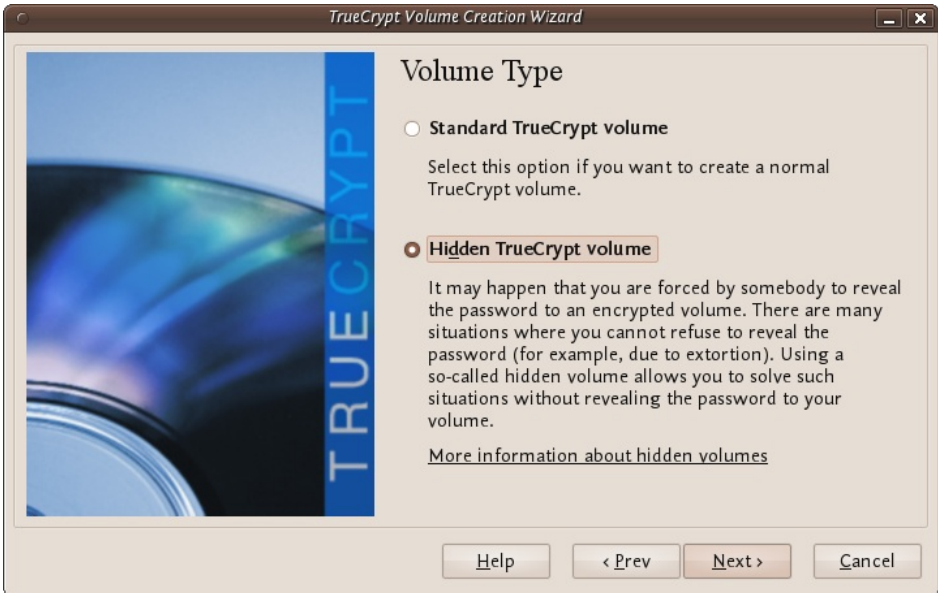 TrueCrypt Volume Creation Wizard
TRUECRYPT
Volume Type
Standard TrueCrypt volume
Select this option if you want to create a normal
TrueCrypt volume.
Hidden TrueCrypt volume
It may happen that you are forced by somebody to reveal
the password to an encrypted volume. There are many
situations where you cannot refuse to reveal the
password (for example, due to extortion). Using a
so-called hidden volume allows you to solve such
situations without revealing the password to your
volume.
More information about hidden volumes
Help
< Prev
Next >
Cancel